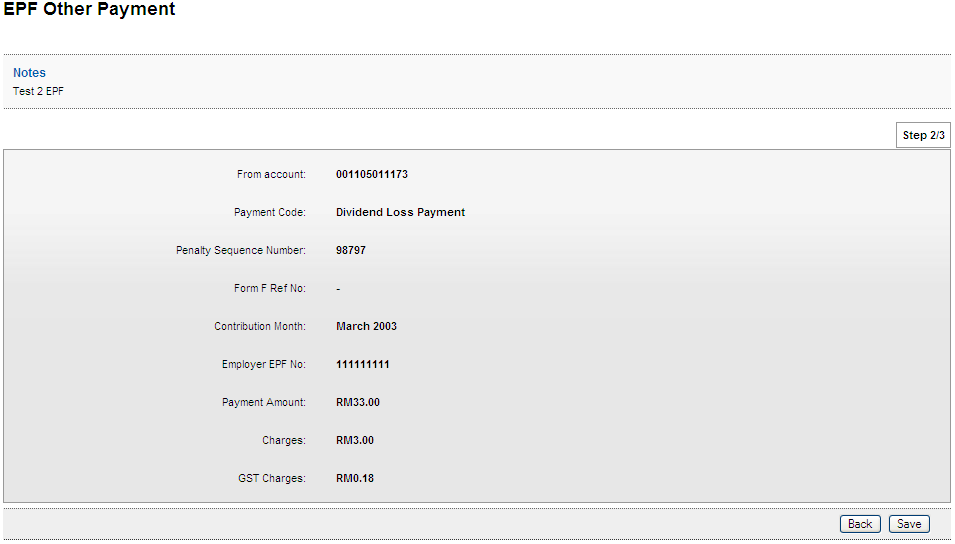 EPF Other Payment
Notes
Test 2 EPF
Step 2/3
From account: 001105011173
Payment Code: Dividend Loss Payment
Penalty Sequence Number: 98797
Form F Ref No: -
Contribution Month: March 2003
Employer EPF No: 111111111
Payment Amount: RM33.00
Charges: RM3.00
GST Charges: RM0.18
Back Save